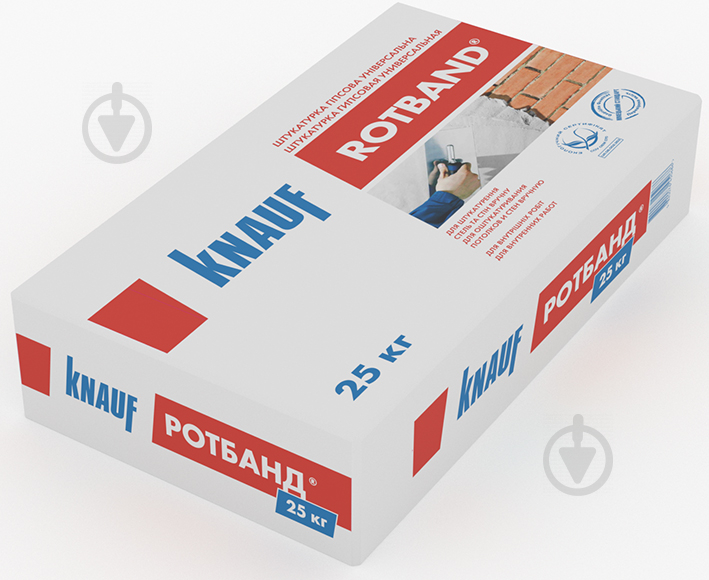 ШТУКАТУРКА ГІПСОВА УНІВЕРСАЛЬНА
ШТУКАТУРКА ГИПСОВАЯ УНИВЕРСАЛЬНАЯ
ROTBAND®
KNAUF
ДЛЯ ШТУКАТУРЕННЯ
СТЕЛЬ ТА СТІН ВРУЧНУ
ДЛЯ ОШТУКАТУРИВАНИЯ
ПОТОЛКОВ И СТЕН ВРУЧНУЮ
ДЛЯ ВНУТРІШНІХ РОБІТ
ДЛЯ ВНУТРЕННИХ РАБОТ
25 кг
KNAUF
РОТБАНД®
25 кг
KNAUF
РОТБАНД®
25 кг